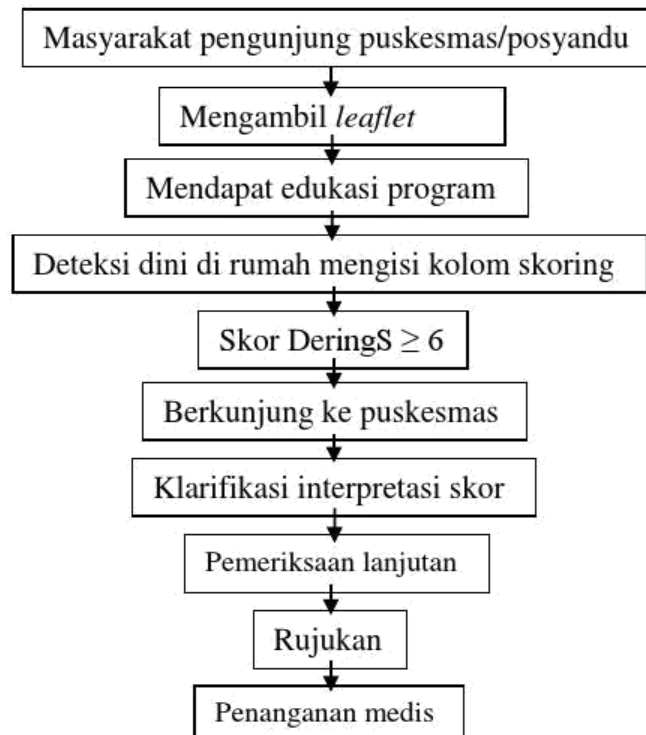 Masyarakat pengunjung puskesmas/posyandu
Mengambil leaflet
Mendapat edukasi program
Deteksi dini di rumah mengisi kolom skoring
Skor DeringS ≥ 6
Berkunjung ke puskesmas
Klarifikasi interpretasi skor
Pemeriksaan lanjutan
Rujukan
Penanganan medis